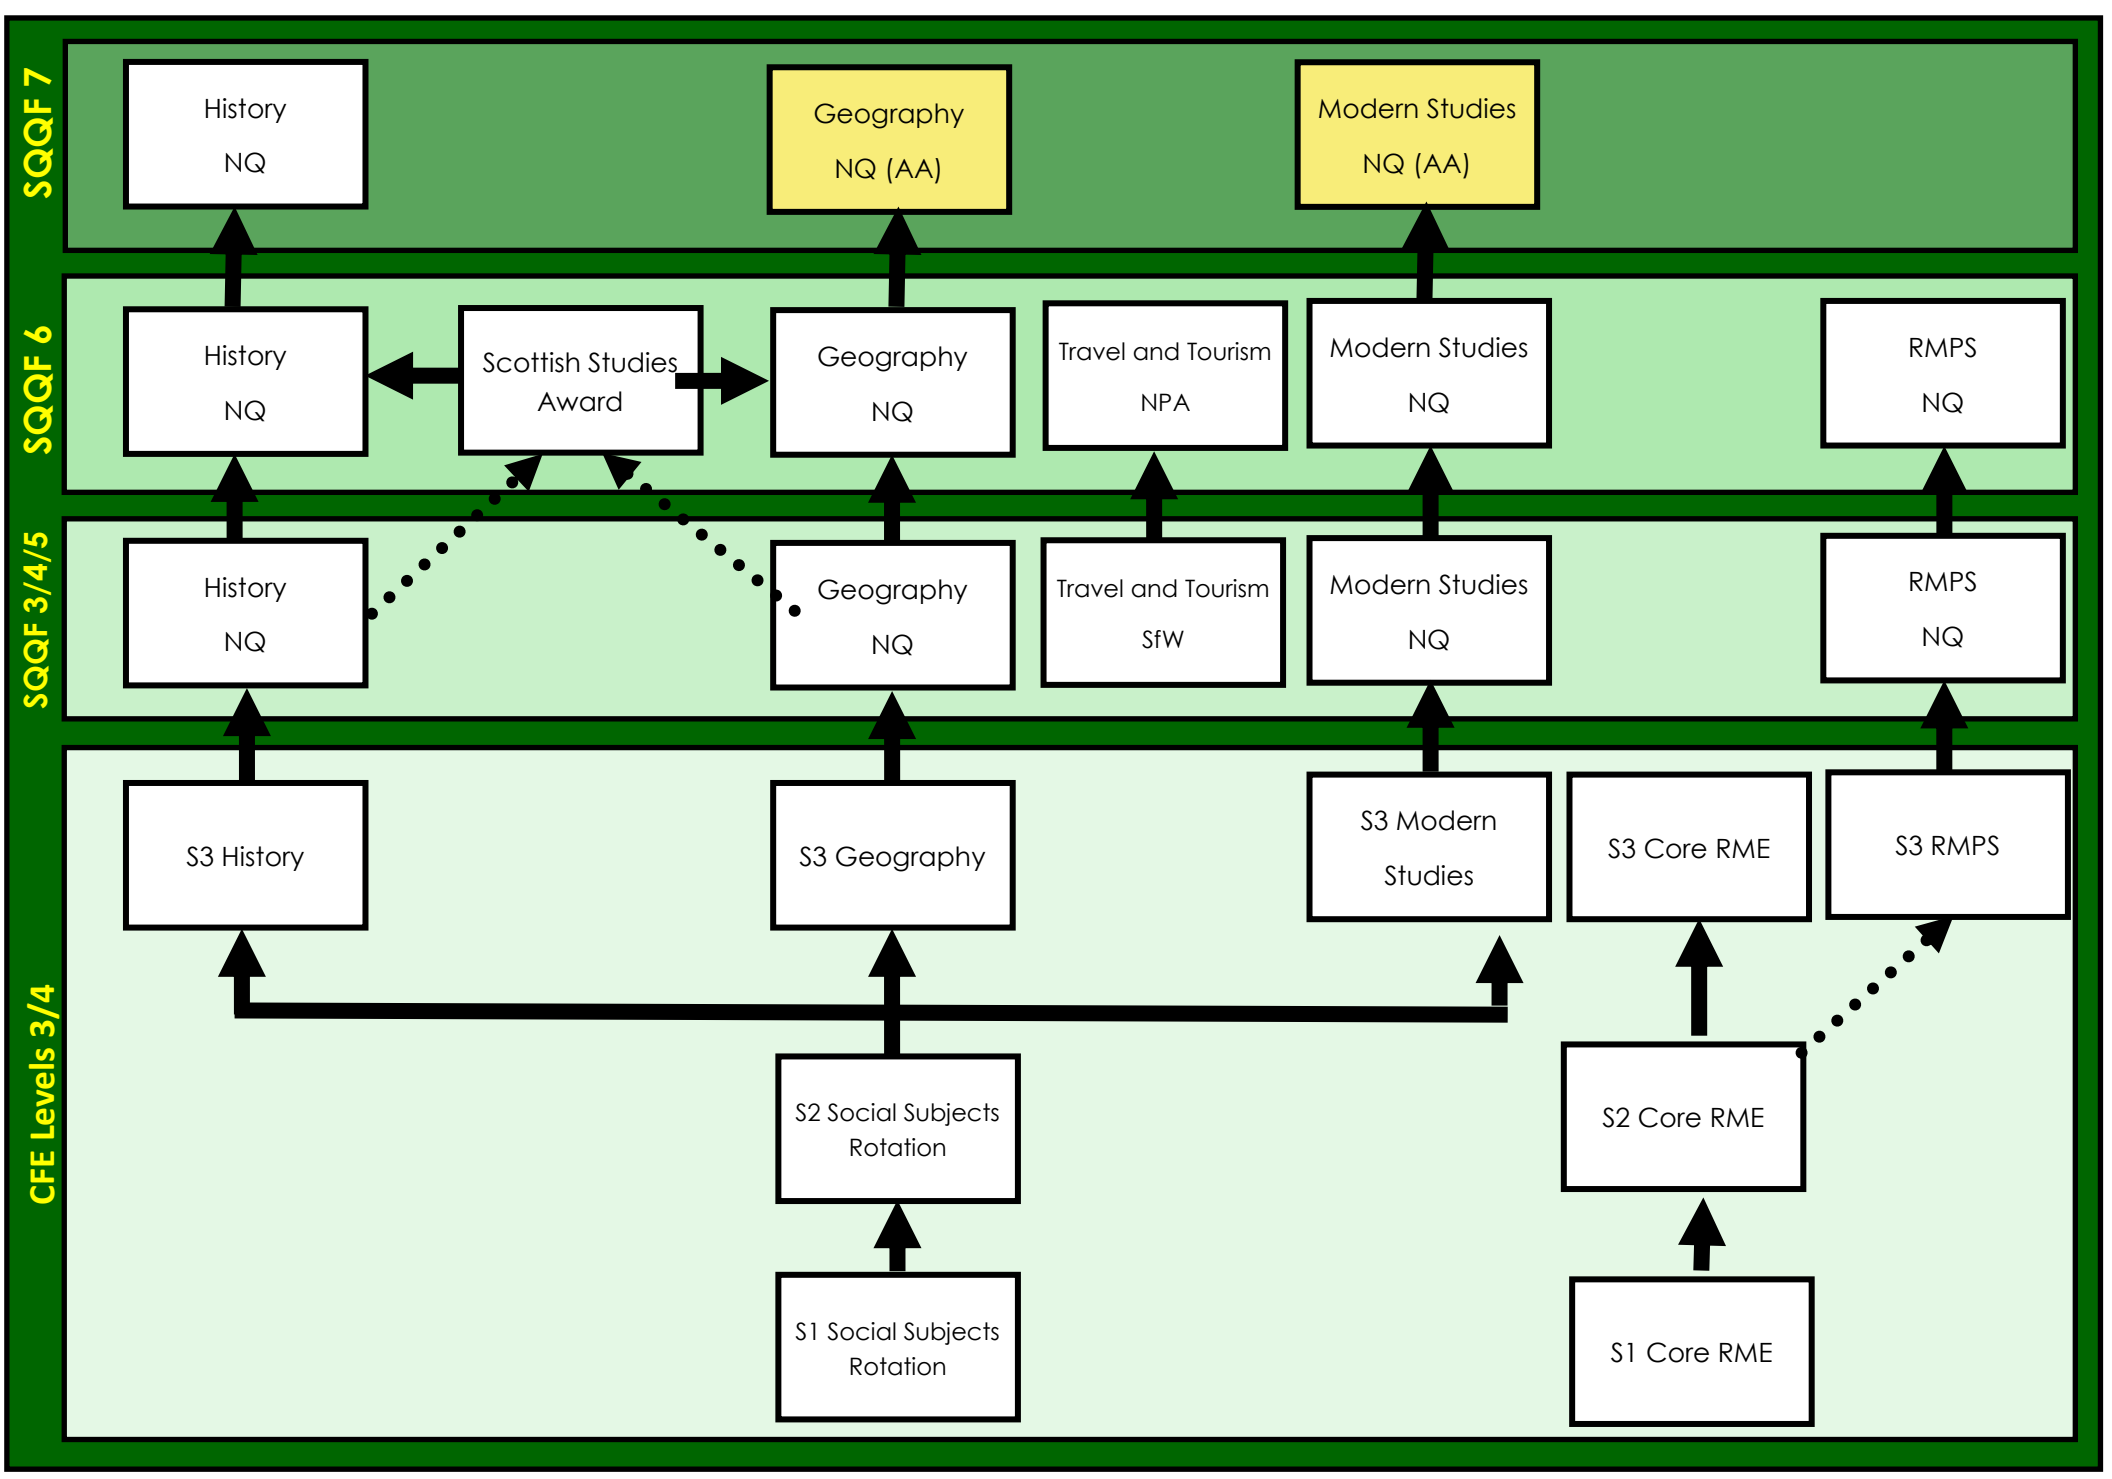 SQQF 7
History
NQ
Geography
NQ (AA)
Modern Studies
NQ (AA)
SQQF 6
History
NQ
Scottish Studies
Award
Geography
NQ
Travel and Tourism
NPA
Modern Studies
NQ
RMPS
NQ
SQQF 3/4/5
History
NQ
Geography
NQ
Travel and Tourism
SfW
Modern Studies
NQ
RMPS
NQ
CFE Levels 3/4
S3 History
S3 Geography
S3 Modern
Studies
S3 Core RME
S3 RMPS
S2 Social Subjects
Rotation
S2 Core RME
S1 Social Subjects
Rotation
S1 Core RME